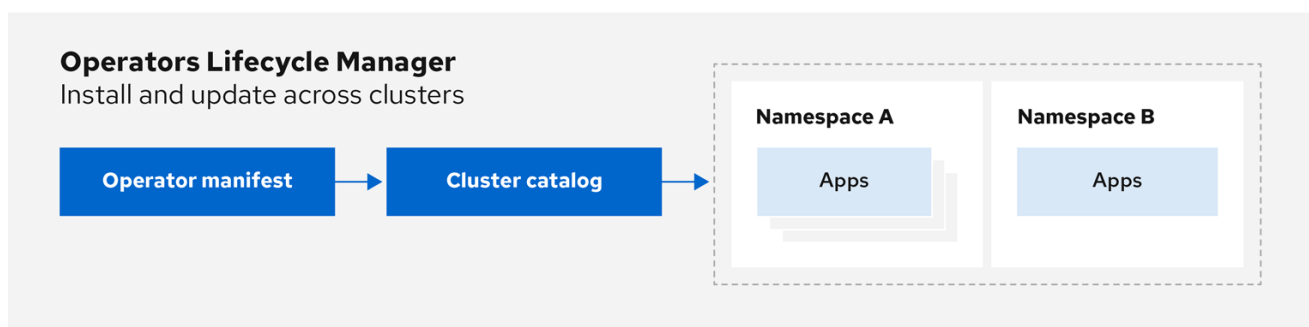 Operators Lifecycle Manager
Install and update across clusters
Operator manifest
Cluster catalog
Namespace A
Apps
Namespace B
Apps